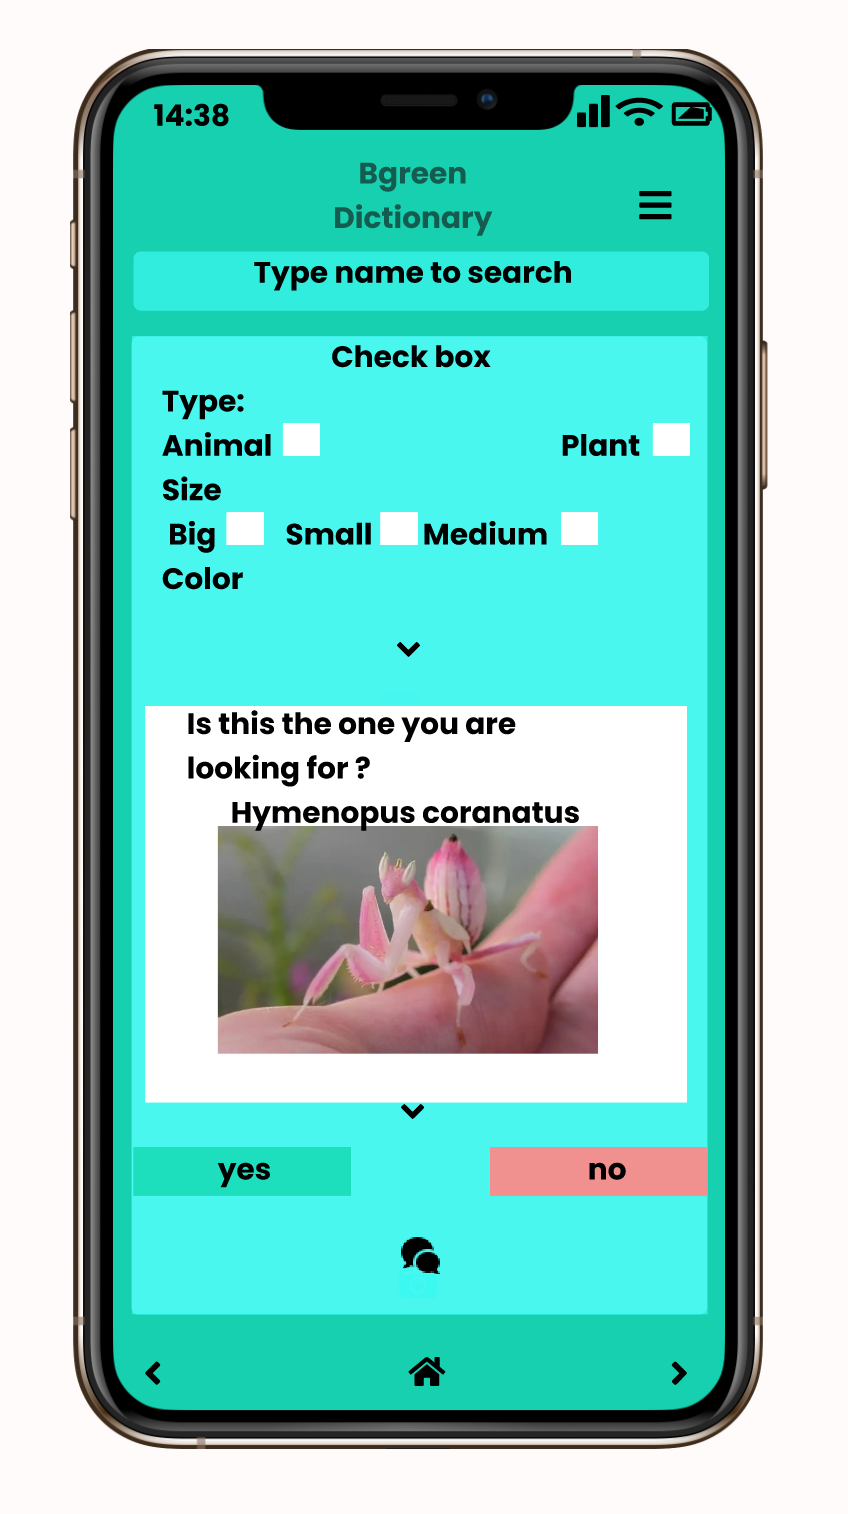 14:38
Bgreen
Dictionary
Type name to search
Check box
Type:
Animal Plant
Size
Big Small Medium
Color
Is this the one you are
looking for ?
Hymenopus coranatus
yes no